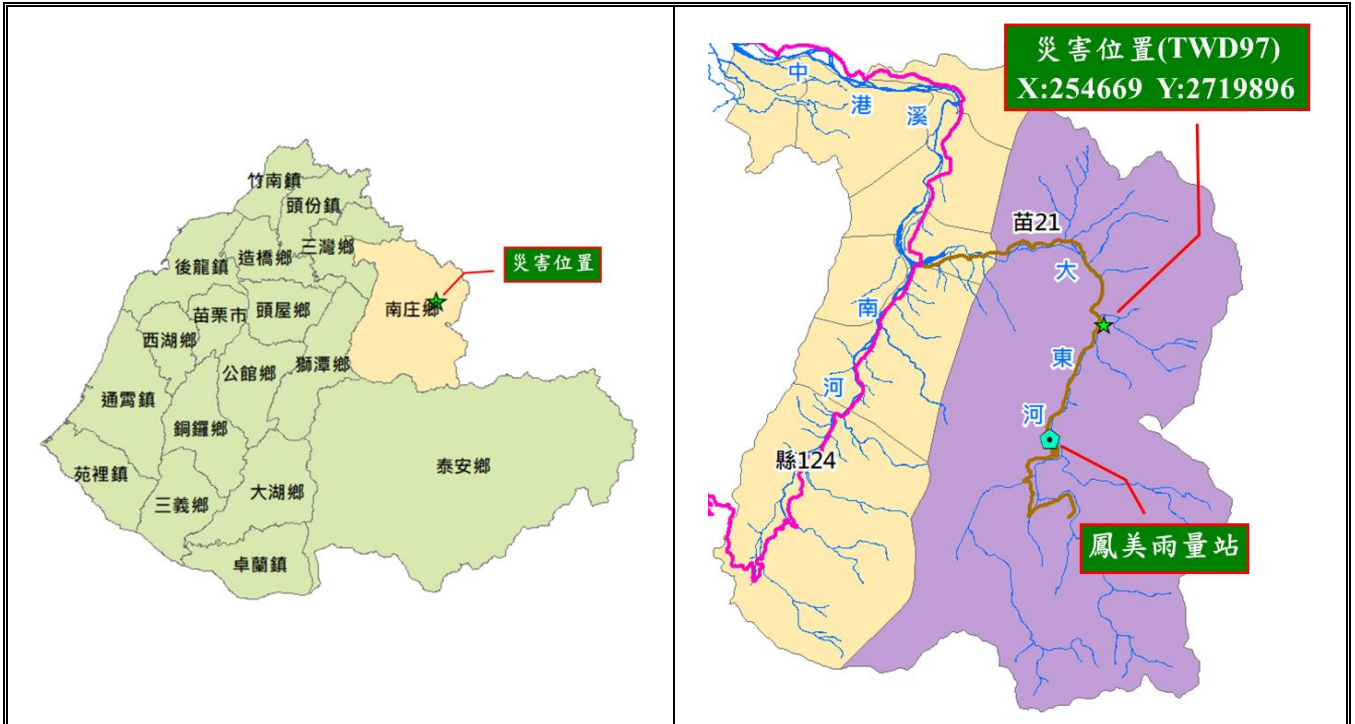 竹南鎮
頭份鎮
三灣鄉
造橋鄉
後龍鎮
災害位置
南庄鄉
頭屋鄉
苗栗市
西湖鄉
獅潭鄉
公館鄉
通霄鎮
銅鑼鄉
泰安鄉
苑裡鎮
大湖鄉
三義鄉
卓蘭鎮
災害位置(TWD97)
X:254669 Y:2719896
中
港
溪
苗21
大
南
東
河
河
縣124
鳳美雨量站